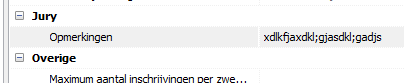 Jury
Opmerkingen xdlkfjaxdkl;gjasdkl;gadjs
Overige
Maximum aantal inschrijvingen per zwe...